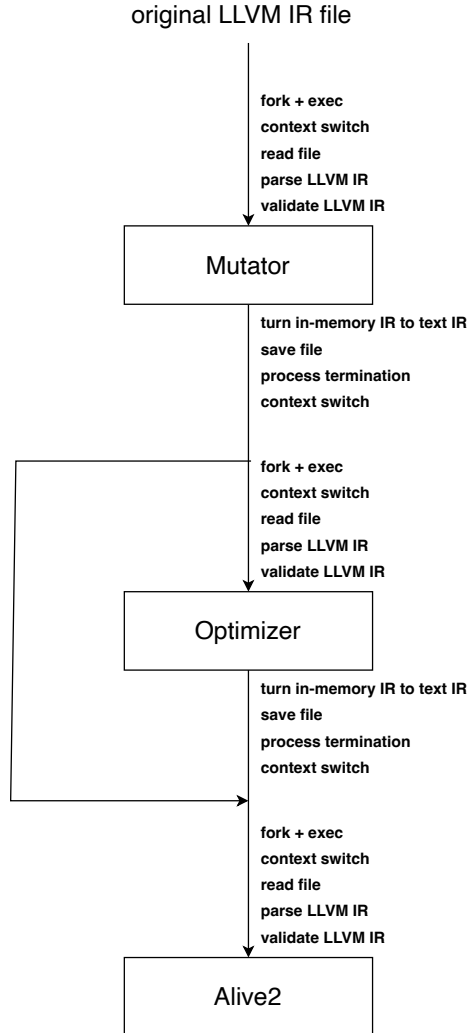 original LLVM IR file
fork + exec
context switch
read file
parse LLVM IR
validate LLVM IR
Mutator
turn in-memory IR to text IR
save file
process termination
context switch
fork + exec
context switch
read file
parse LLVM IR
validate LLVM IR
Optimizer
turn in-memory IR to text IR
save file
process termination
context switch
fork + exec
context switch
read file
parse LLVM IR
validate LLVM IR
Alive2